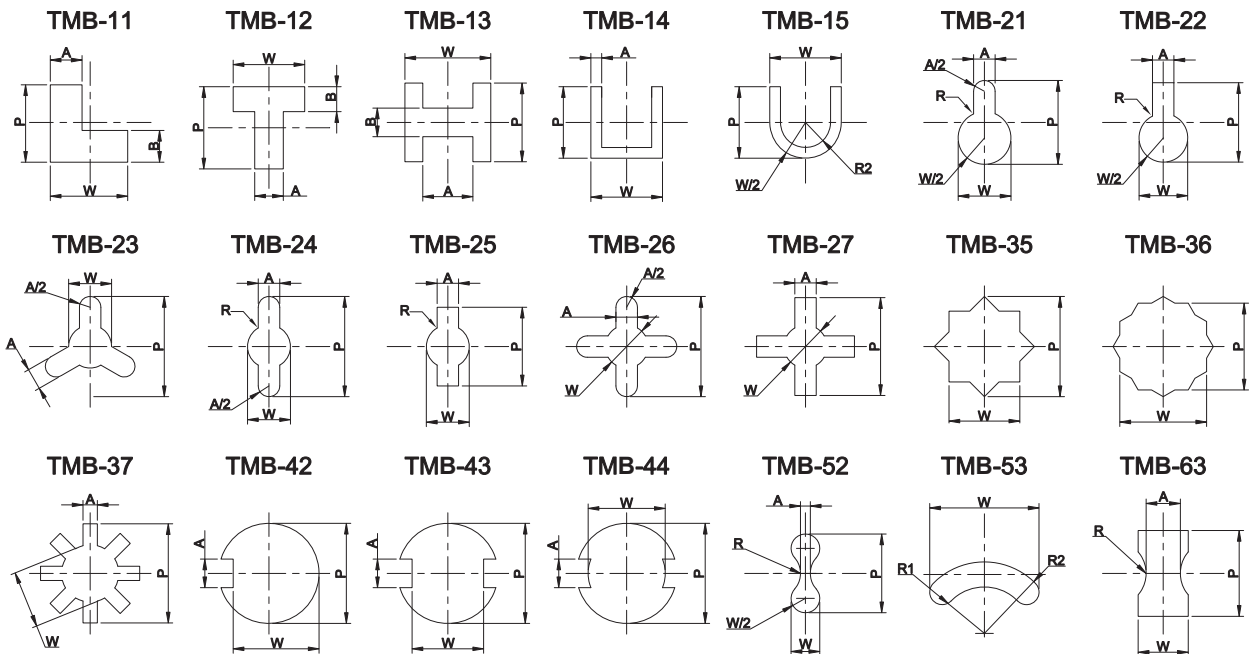 TMB-11
TMB-12
TMB-13
TMB-14
TMB-15
TMB-21
TMB-22
A
P
B
W
W
B
P
A
W
B
P
A
A
P
W
W
P
R2
W/2
A
A/2
R
P
W/2
W
A
R
P
W/2
W
TMB-23
TMB-24
TMB-25
TMB-26
TMB-27
TMB-35
TMB-36
W
A/2
A
P
A
R
P
A/2
W
A
R
P
W
A/2
A
P
W
A
P
W
P
W
P
W
TMB-37
TMB-42
TMB-43
TMB-44
TMB-52
TMB-53
TMB-63
A
P
W
A
P
W
A
P
W
W
A
P
A
R
P
W/2
W
W
R1
R2
A
R
P
W